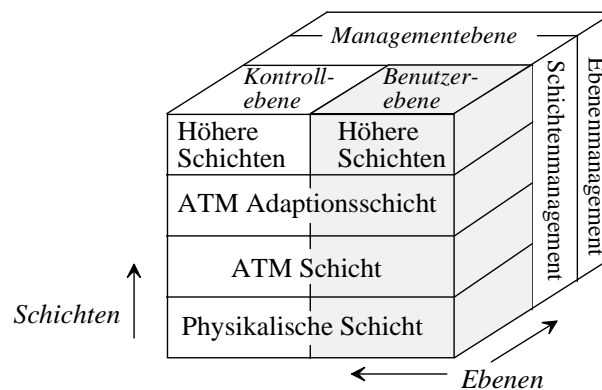 Managementebene
Kontroll-
ebene
Benutzer-
ebene
Höhere
Schichten
Höhere
Schichten
ATM Adaptionsschicht
ATM Schicht
Physikalische Schicht
Schichtenmanagement
Ebenenmanagement
Schichten
Ebenen